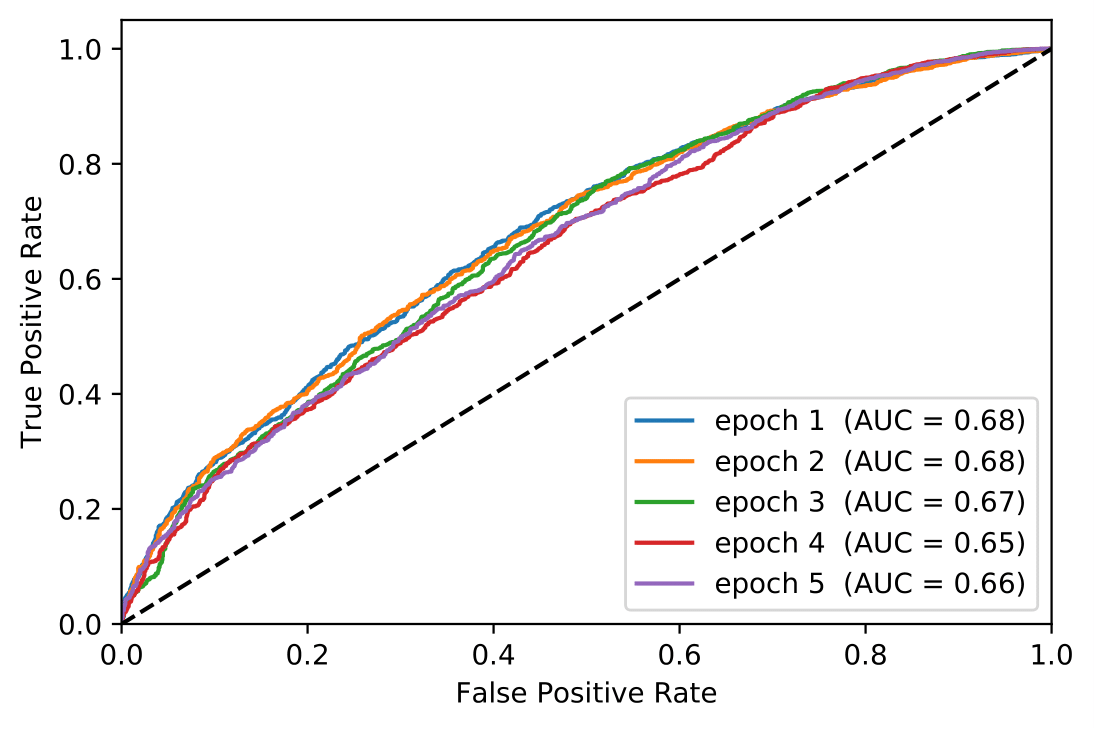 1.0
0.8
0.6
0.4
0.2
0.0
True Positive Rate
epoch 1 (AUC = 0.68)
epoch 2 (AUC = 0.68)
epoch 3 (AUC = 0.67)
epoch 4 (AUC = 0.65)
epoch 5 (AUC = 0.66)
0.0 0.2 0.4 0.6 0.8 1.0
False Positive Rate